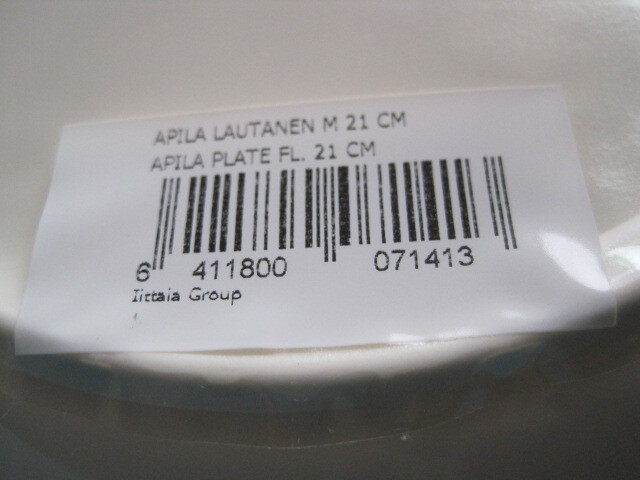 APILA LAUTANEN M 21 CM
APILA PLATE FL. 21 CM
6 411800 071413
Iittala Group